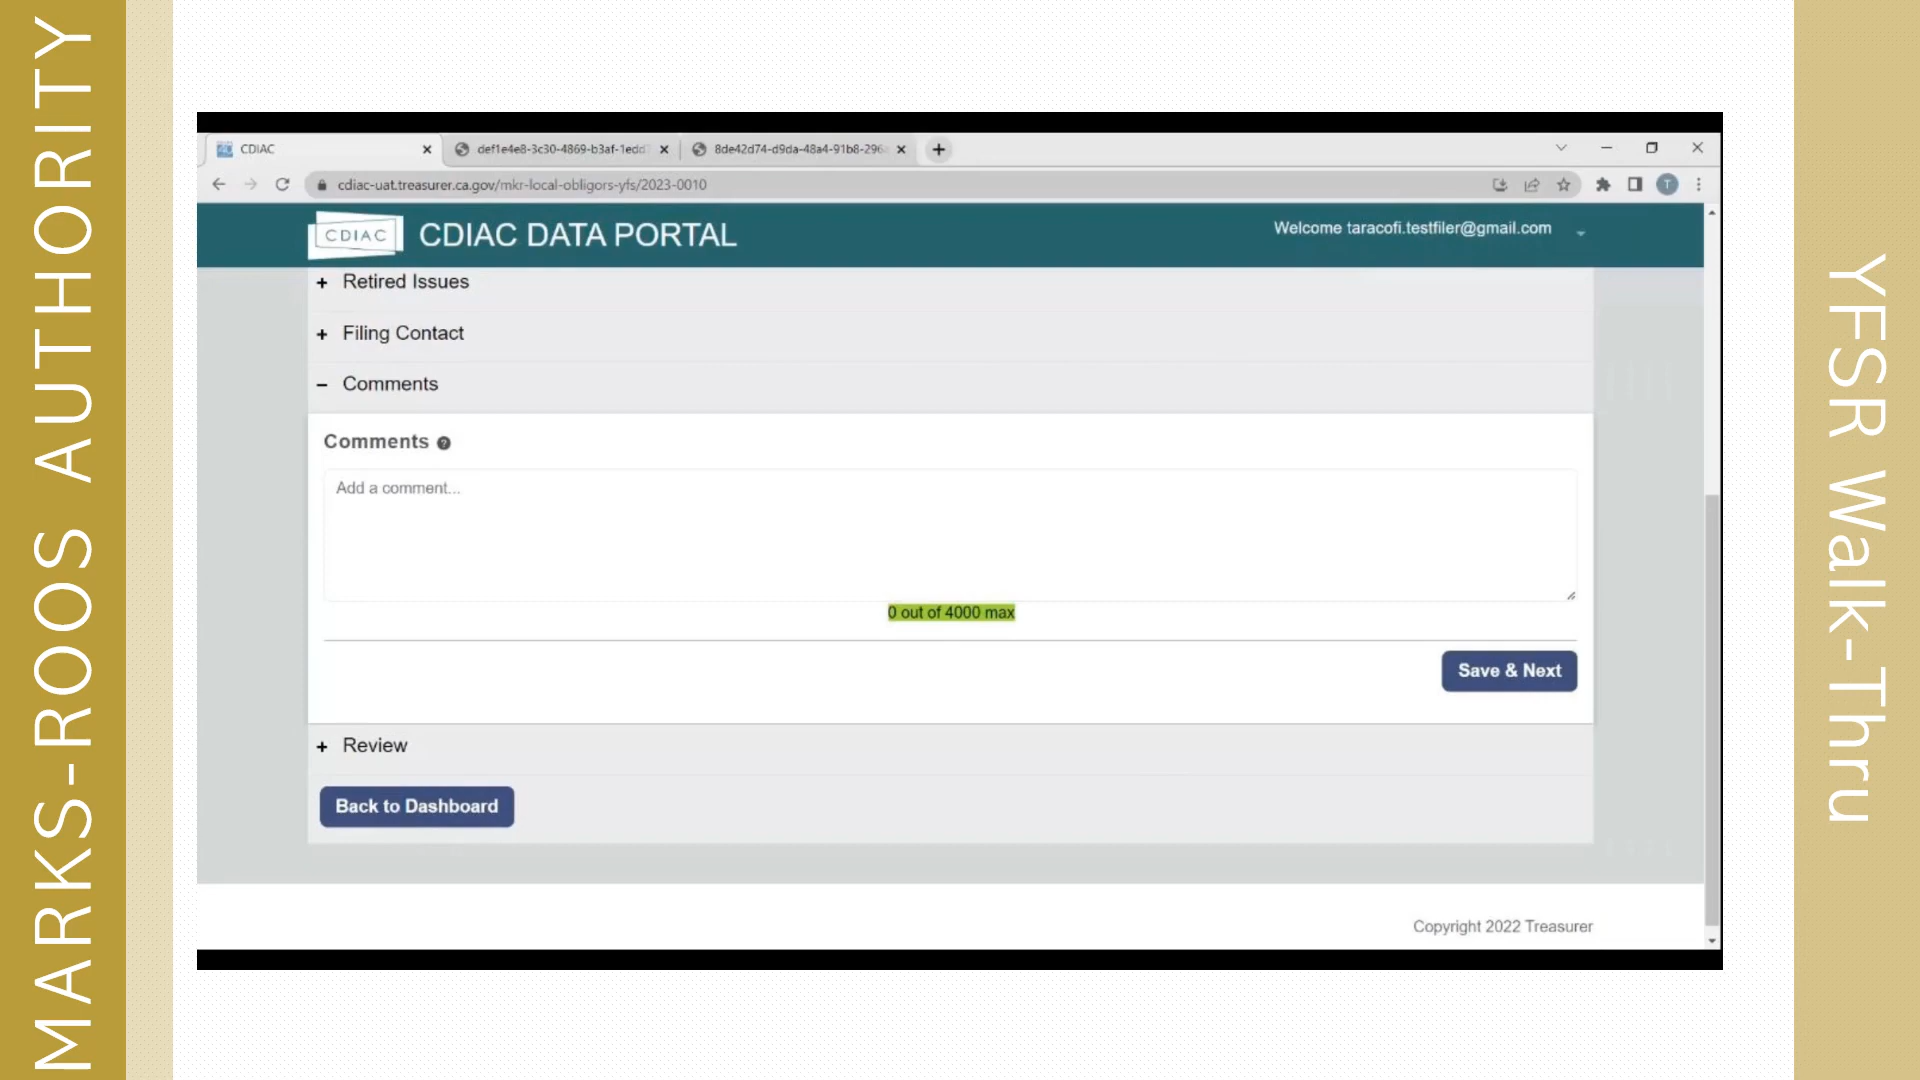 MARKS-ROOS AUTHORITY
CDIAC
def1e4e8-3c30-4869-b3af-1edd
8de42d74-d9da-48a4-91b8-296
cdiac-uat.treasurer.ca.gov/mkr-local-obligors-yfs/2023-0010
T
CDIAC
CDIAC DATA PORTAL
Welcome taracofi.testfiler@gmail.com
+ Retired Issues
+ Filing Contact
− Comments
Comments ?
Add a comment...
0 out of 4000 max
Save & Next
+ Review
Back to Dashboard
Copyright 2022 Treasurer
YFSR Walk-Thru